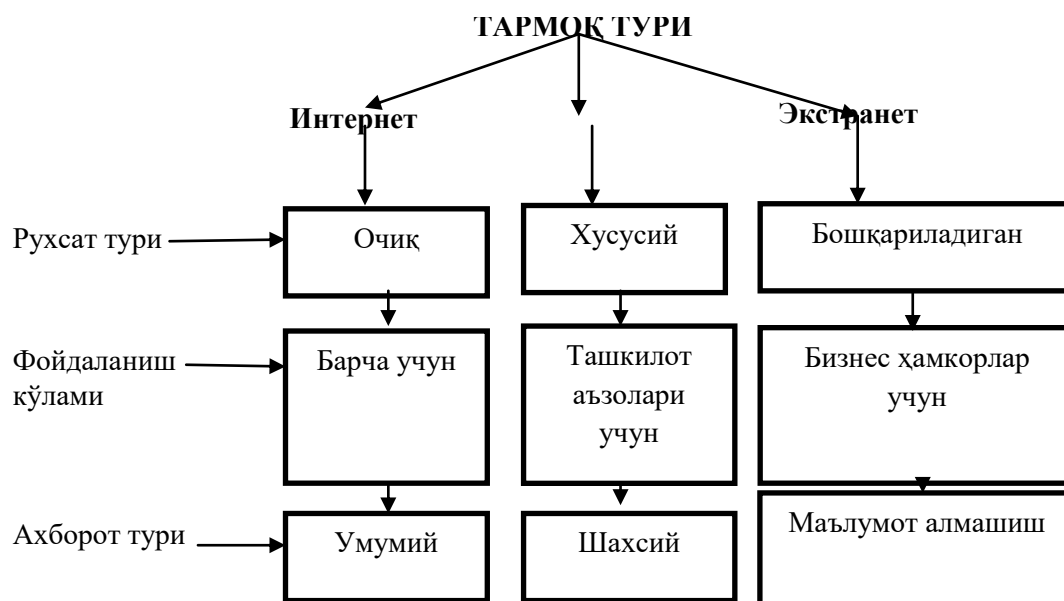 ТАРМОҚ ТУРИ
Интернет
Экстранет
Рухсат тури
Очиқ
Хусусий
Бошқариладиган
Фойдаланиш
кўлами
Барча учун
Ташкилот
аъзолари
учун
Бизнес ҳамкорлар
учун
Ахборот тури
Умумий
Шахсий
Маълумот алмашиш